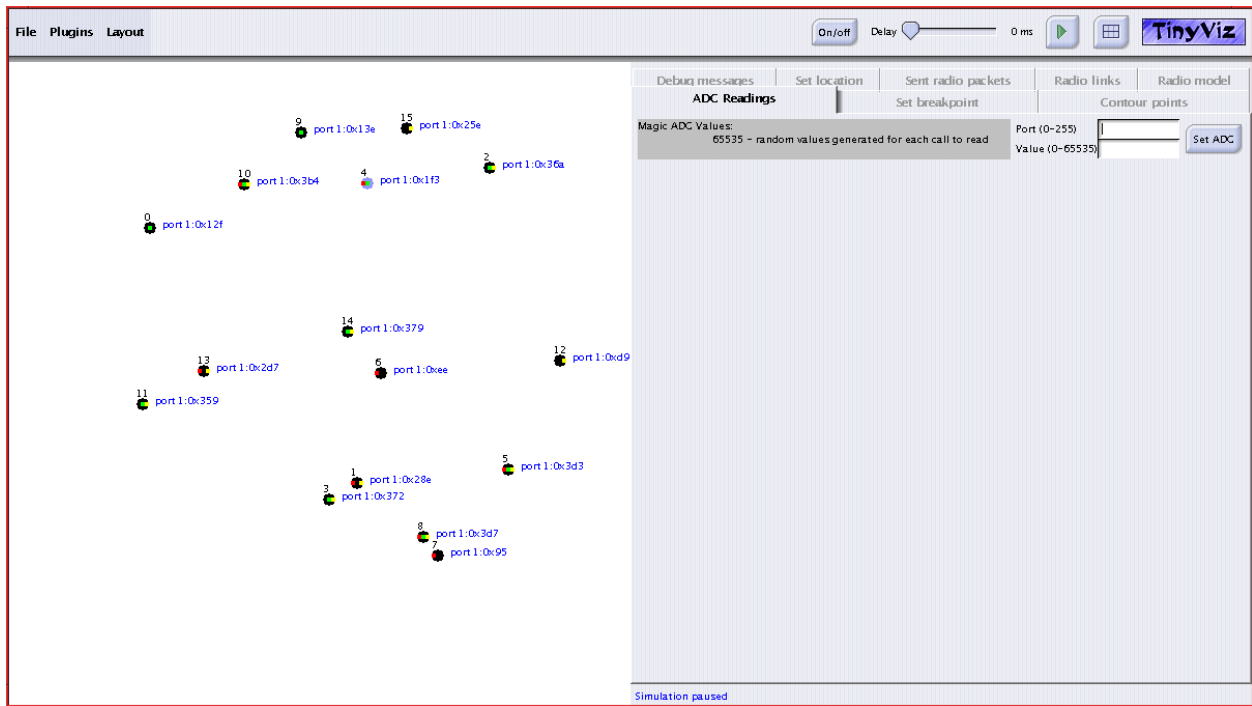 File Plugins Layout On/off Delay 0 ms TinyViz
Debug messages Set location Sent radio packets Radio links Radio model
ADC Readings Set breakpoint Contour points
Magic ADC Values:
65535 - random values generated for each call to read
Port (0-255)
Value (0-65535)
Set ADC
9 port 1:0x13e
15 port 1:0x25e
2 port 1:0x36a
10 port 1:0x3b4
4 port 1:0x1f3
0 port 1:0x12f
14 port 1:0x379
12 port 1:0xd9
13 port 1:0x2d7
6 port 1:0xee
11 port 1:0x359
5 port 1:0x3d3
1 port 1:0x28e
3 port 1:0x372
8 port 1:0x3d7
7 port 1:0x95
Simulation paused